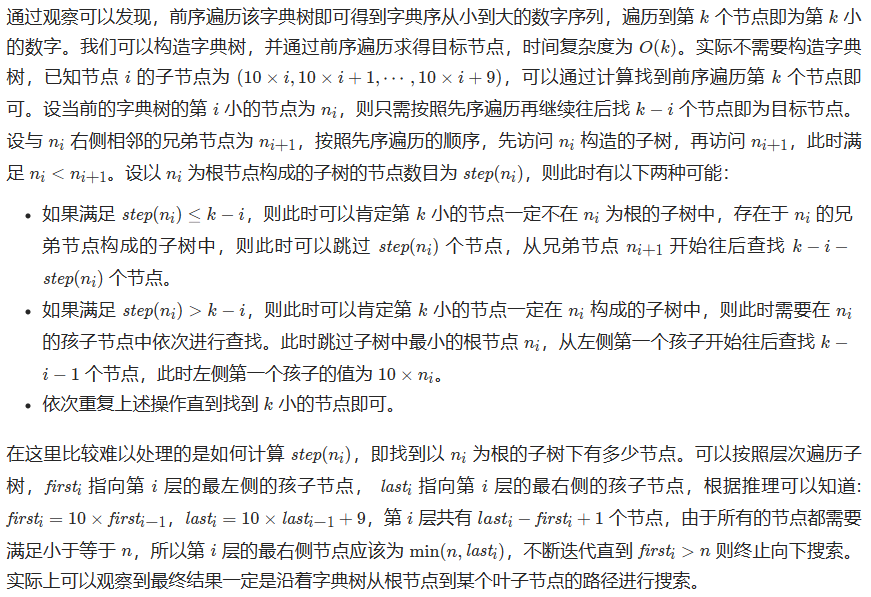 通过观察可以发现，前序遍历该字典树即可得到字典序从小到大的数字序列，遍历到第 k 个节点即为第 k 小
的数字。我们可以构造字典树，并通过前序遍历求得目标节点，时间复杂度为 O(k)。实际不需要构造字典
树，已知节点 i 的子节点为 (10 × i, 10 × i + 1, ⋯, 10 × i + 9)，可以通过计算找到前序遍历第 k 个节点即
可。设当前的字典树的第 i 小的节点为 n_i，则只需按照先序遍历再继续往后找 k − i 个节点即为目标节点。
设与 n_i 右侧相邻的兄弟节点为 n_{i+1}，按照先序遍历的顺序，先访问 n_i 构造的子树，再访问 n_{i+1}，此时满
足 n_i < n_{i+1}。设以 n_i 为根节点构成的子树的节点数目为 step(n_i)，则此时有以下两种可能：
• 如果满足 step(n_i) ≤ k − i，则此时可以肯定第 k 小的节点一定不在 n_i 为根的子树中，存在于 n_i 的兄
弟节点构成的子树中，则此时可以跳过 step(n_i) 个节点，从兄弟节点 n_{i+1} 开始往后查找 k − i −
step(n_i) 个节点。
• 如果满足 step(n_i) > k − i，则此时可以肯定第 k 小的节点一定在 n_i 构成的子树中，则此时需要在 n_i
的孩子节点中依次进行查找。此时跳过子树中最小的根节点 n_i，从左侧第一个孩子开始往后查找 k −
i − 1 个节点，此时左侧第一个孩子的值为 10 × n_i。
• 依次重复上述操作直到找到 k 小的节点即可。
在这里比较难以处理的是如何计算 step(n_i)，即找到以 n_i 为根的子树下有多少节点。可以按照层次遍历子
树，first_i 指向第 i 层的最左侧的孩子节点， last_i 指向第 i 层的最右侧的孩子节点，根据推理可以知道:
first_i = 10 × first_{i−1}，last_i = 10 × last_{i−1} + 9，第 i 层共有 last_i − first_i + 1 个节点，由于所有的节点都需要
满足小于等于 n，所以第 i 层的最右侧节点应该为 min(n, last_i)，不断迭代直到 first_i > n 则终止向下搜索。
实际上可以观察到最终结果一定是沿着字典树从根节点到某个叶子节点的路径进行搜索。